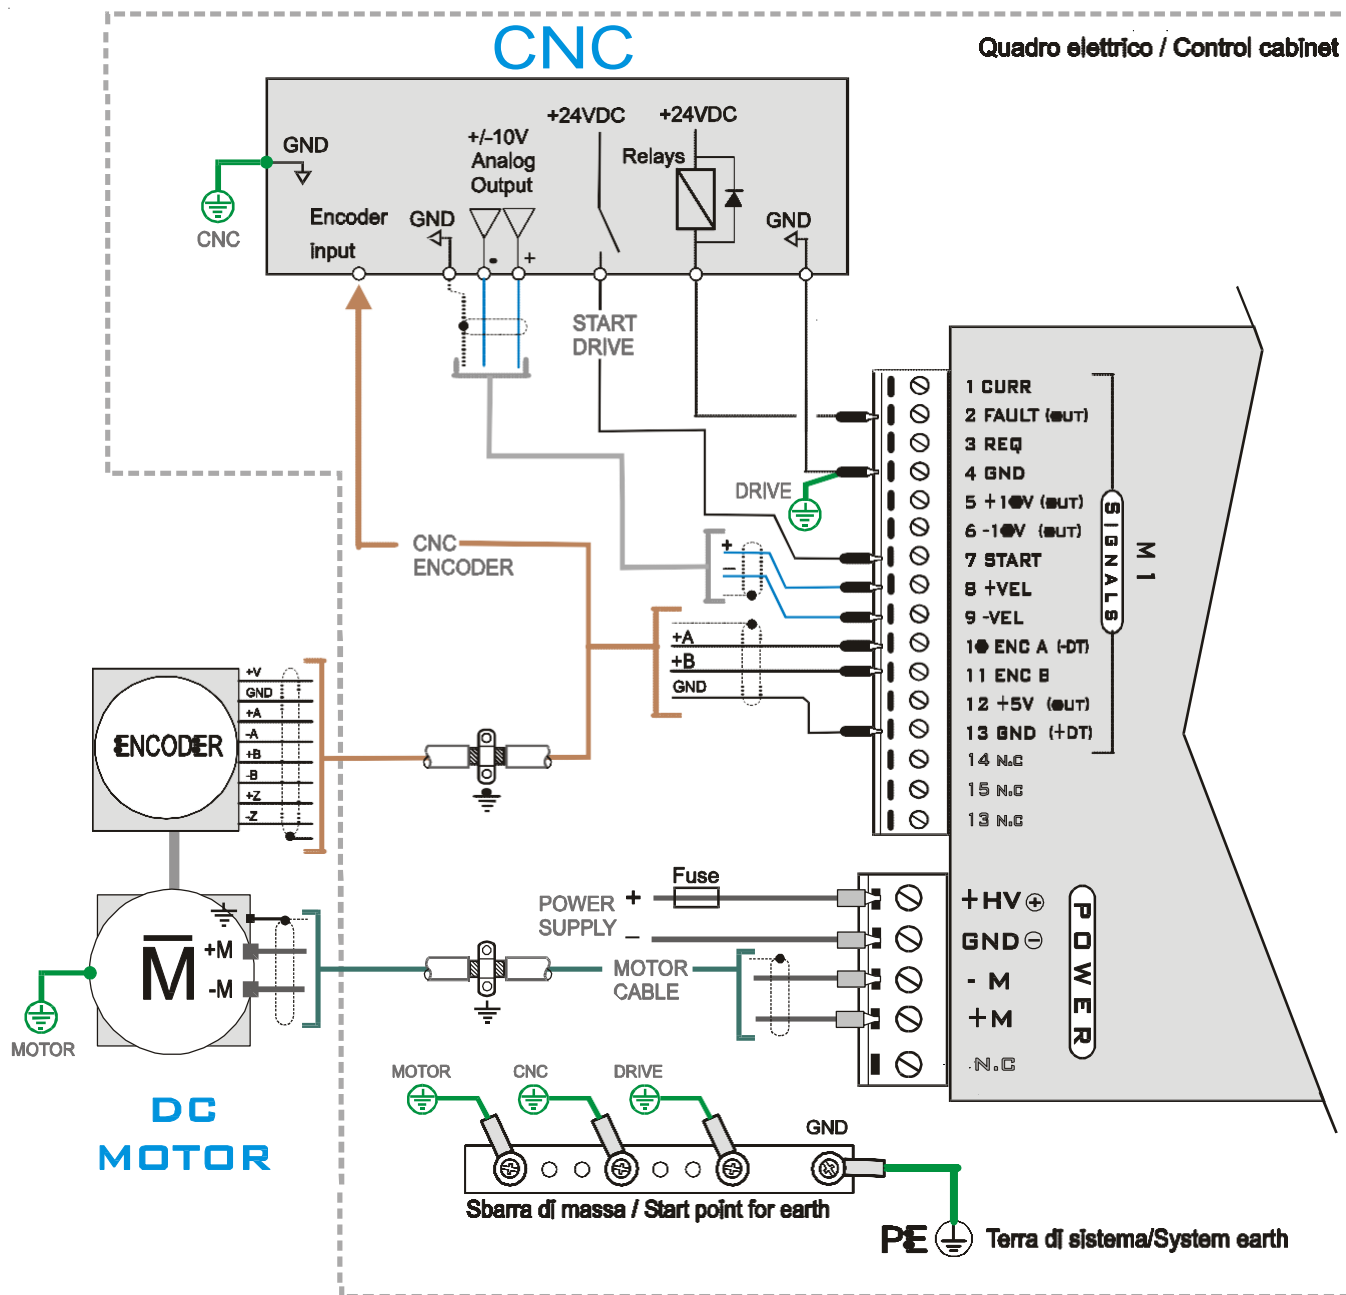 CNC
Quadro elettrico / Control cabinet
+24VDC
+24VDC
+/-10V
Analog
Output
Relays
GND
Encoder
input
GND
GND
CNC
-
+
START
DRIVE
1 CURR
2 FAULT (OUT)
3 REQ
4 GND
5 +10V (OUT)
6 -10V (OUT)
7 START
8 +VEL
9 -VEL
10 ENC A (-DT)
11 ENC B
12 +5V (OUT)
13 GND (+DT)
14 N.C
15 N.C
13 N.C
SIGNALS
M1
DRIVE
CNC
ENCODER
+
-
+A
+B
GND
ENCODER
+V
GND
+A
-A
+B
-B
+Z
-Z
Fuse
POWER
SUPPLY
+
-
+HV +
GND -
- M
+M
N.C
POWER
M
+M
-M
MOTOR
CABLE
MOTOR
DC
MOTOR
MOTOR
CNC
DRIVE
GND
Sbarra di massa / Start point for earth
PE
Terra di sistema/System earth